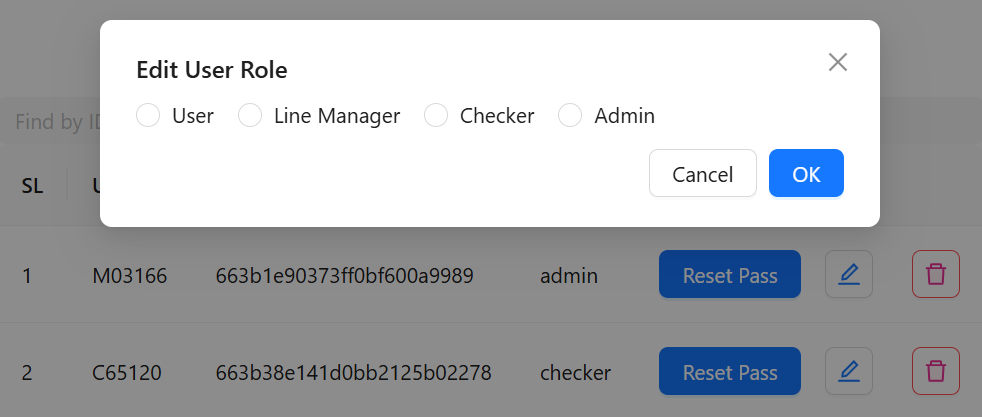 Edit User Role
User Line Manager Checker Admin
Find by ID
Cancel OK
SL
1 M03166 663b1e90373ff0bf600a9989 admin Reset Pass
2 C65120 663b38e141d0bb2125b02278 checker Reset Pass